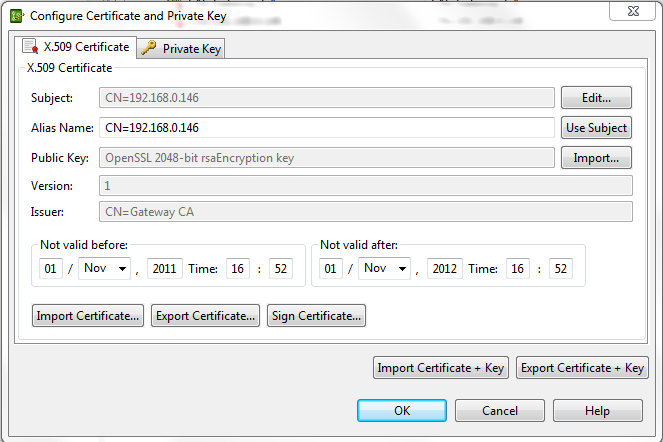 Configure Certificate and Private Key
X.509 Certificate Private Key
X.509 Certificate
Subject: CN=192.168.0.146 Edit...
Alias Name: CN=192.168.0.146 Use Subject
Public Key: OpenSSL 2048-bit rsaEncryption key Import...
Version: 1
Issuer: CN=Gateway CA
Not valid before: Not valid after:
01 / Nov , 2011 Time: 16 : 52 01 / Nov , 2012 Time: 16 : 52
Import Certificate... Export Certificate... Sign Certificate...
Import Certificate + Key Export Certificate + Key
OK Cancel Help